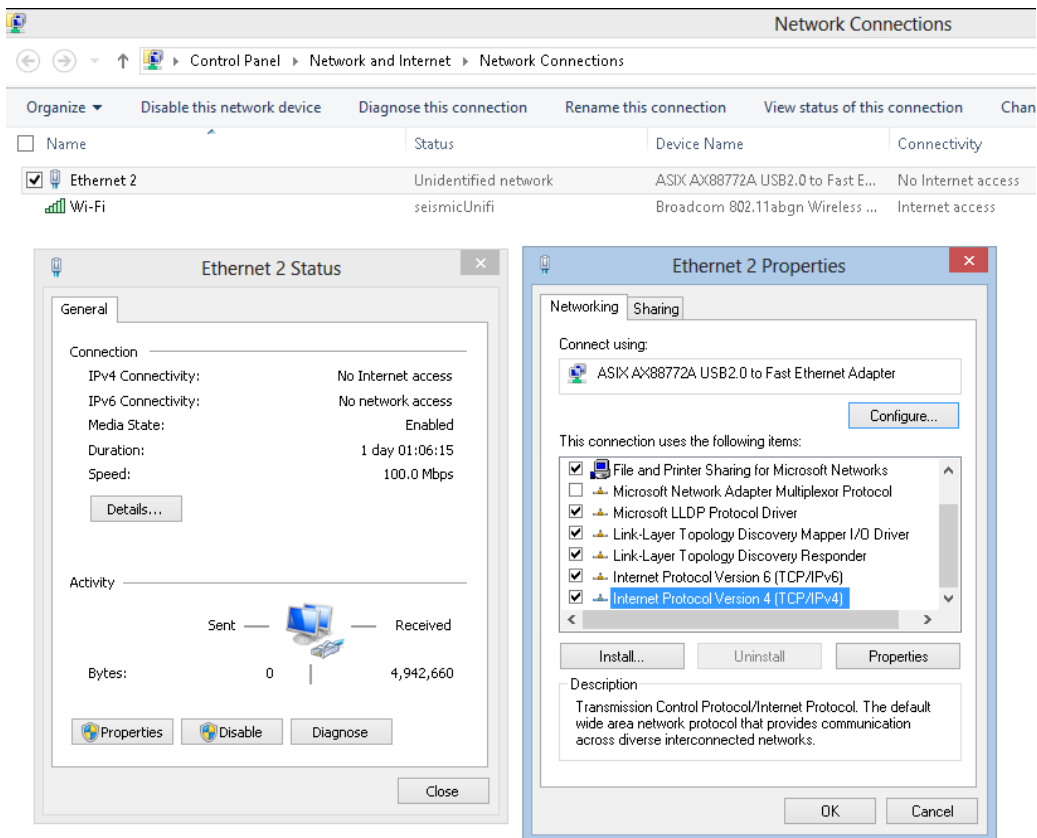 Network Connections
Control Panel Network and Internet Network Connections
Organize Disable this network device Diagnose this connection Rename this connection View status of this connection Chan
Name Status Device Name Connectivity
Ethernet 2 Unidentified network ASIX AX88772A USB2.0 to Fast E... No Internet access
Wi-Fi seismicUnifi Broadcom 802.11abgn Wireless ... Internet access
Ethernet 2 Status
General
Connection
IPv4 Connectivity: No Internet access
IPv6 Connectivity: No network access
Media State: Enabled
Duration: 1 day 01:06:15
Speed: 100.0 Mbps
Details...
Activity
Sent Received
Bytes: 0 4,942,660
Properties Disable Diagnose
Close
Ethernet 2 Properties
Networking Sharing
Connect using:
ASIX AX88772A USB2.0 to Fast Ethernet Adapter
Configure...
This connection uses the following items:
File and Printer Sharing for Microsoft Networks
Microsoft Network Adapter Multiplexor Protocol
Microsoft LLDP Protocol Driver
Link-Layer Topology Discovery Mapper I/O Driver
Link-Layer Topology Discovery Responder
Internet Protocol Version 6 (TCP/IPv6)
Internet Protocol Version 4 (TCP/IPv4)
Install... Uninstall Properties
Description
Transmission Control Protocol/Internet Protocol. The default
wide area network protocol that provides communication
across diverse interconnected networks.
OK Cancel